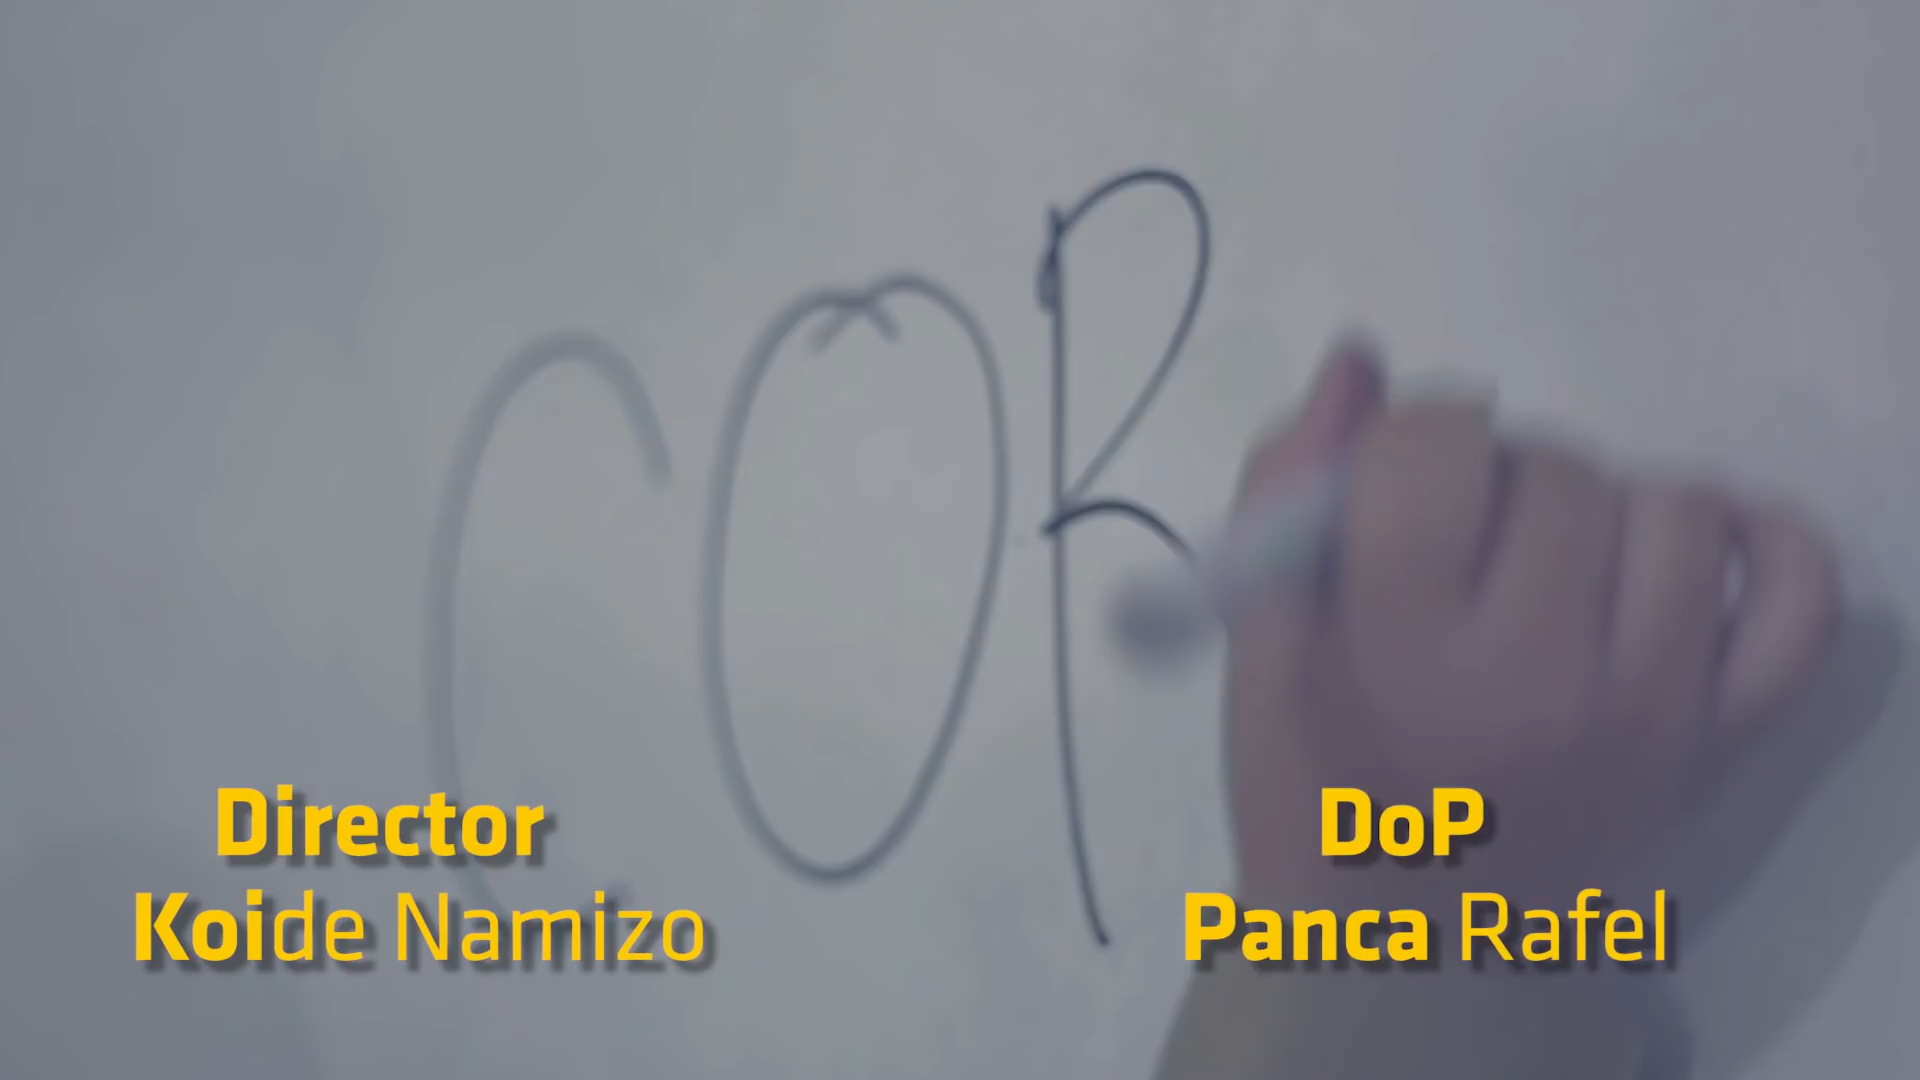 COR
Director
Koide Namizo
DoP
Panca Rafel